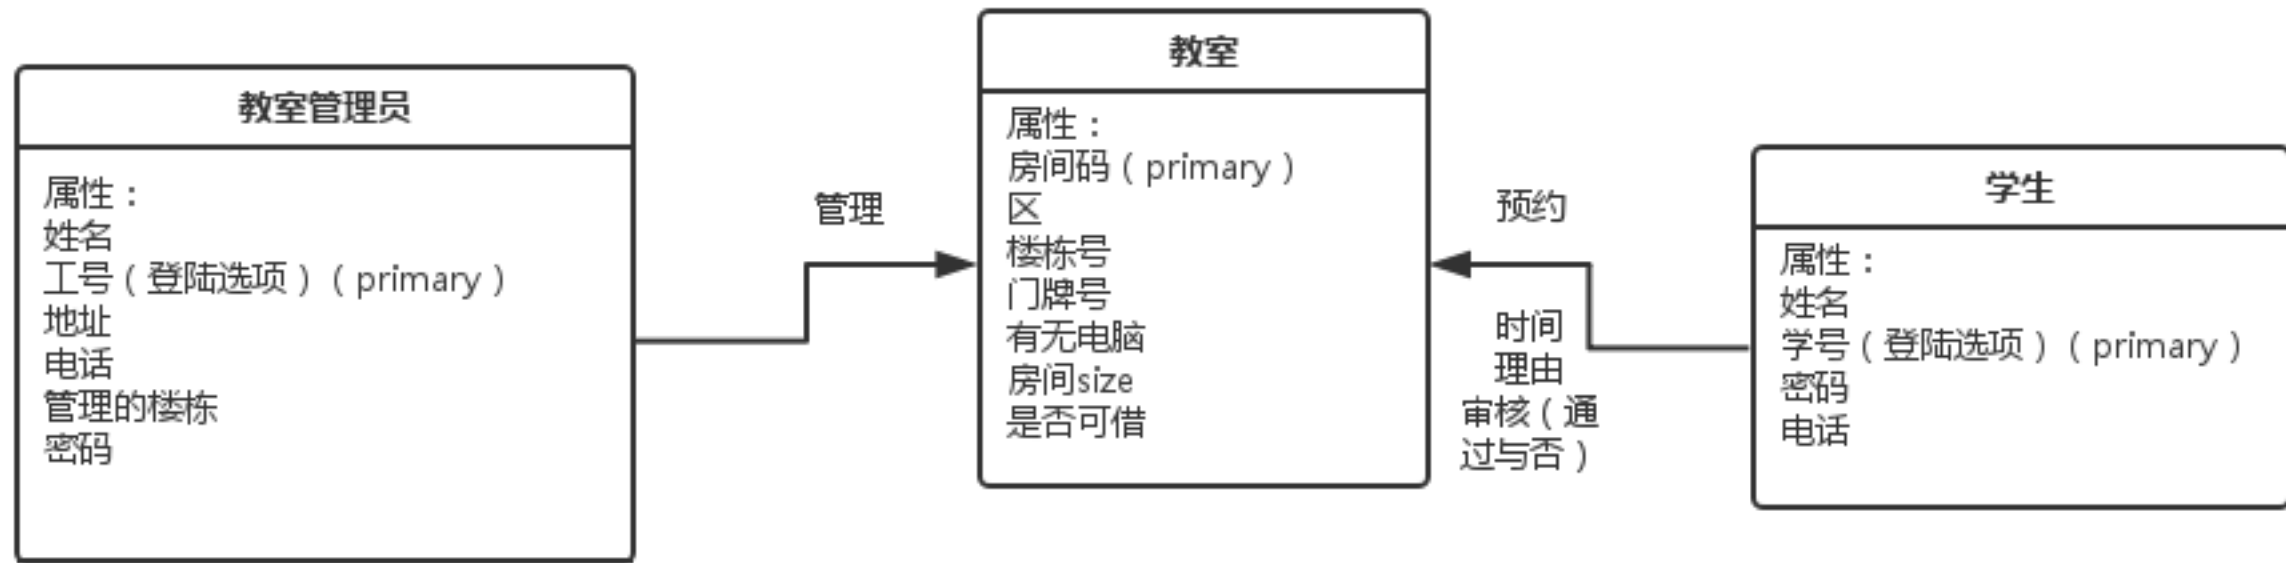 教室管理员
属性：
姓名
工号（登陆选项）（primary）
地址
电话
管理的楼栋
密码
管理
教室
属性：
房间码（primary）
区
楼栋号
门牌号
有无电脑
房间size
是否可借
预约
时间
理由
审核（通
过与否）
学生
属性：
姓名
学号（登陆选项）（primary）
密码
电话